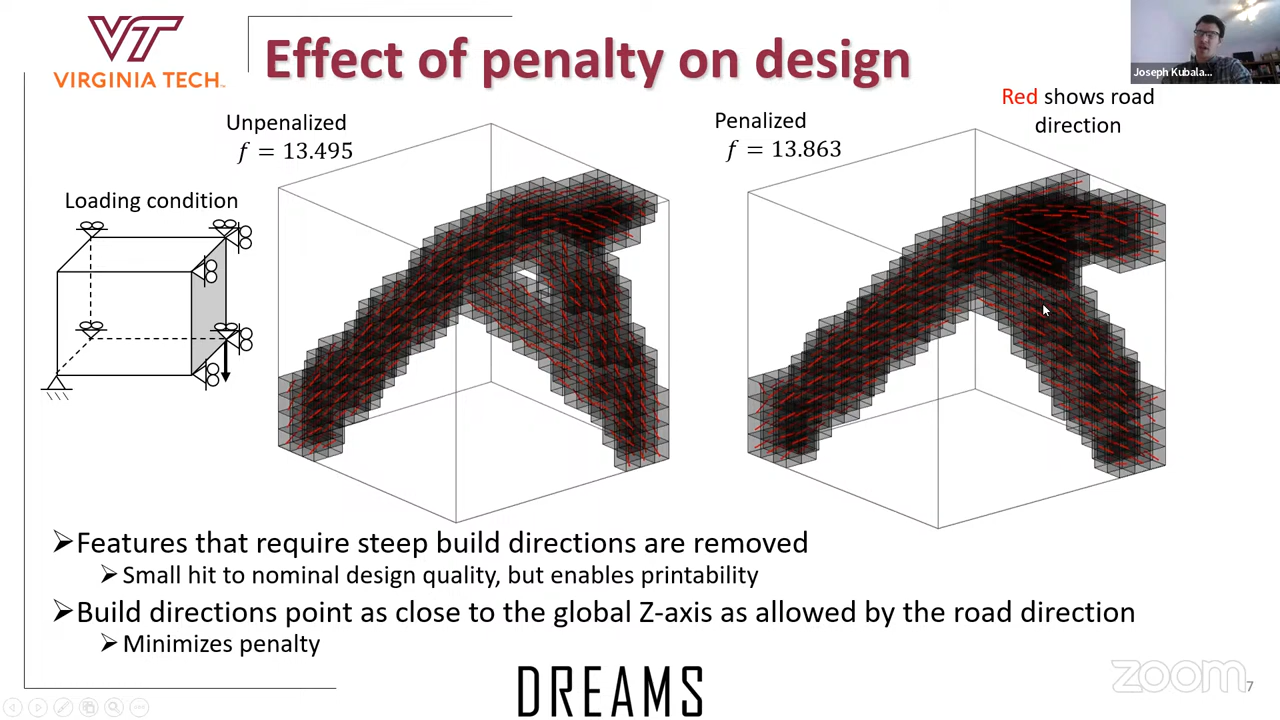 VIRGINIA TECH
Effect of penalty on design
Joseph Kubala...
Unpenalized
f = 13.495
Penalized
f = 13.863
Red shows road
direction
Loading condition
➢Features that require steep build directions are removed
➢Small hit to nominal design quality, but enables printability
➢Build directions point as close to the global Z-axis as allowed by the road direction
➢Minimizes penalty
DREAMS
zoom
7